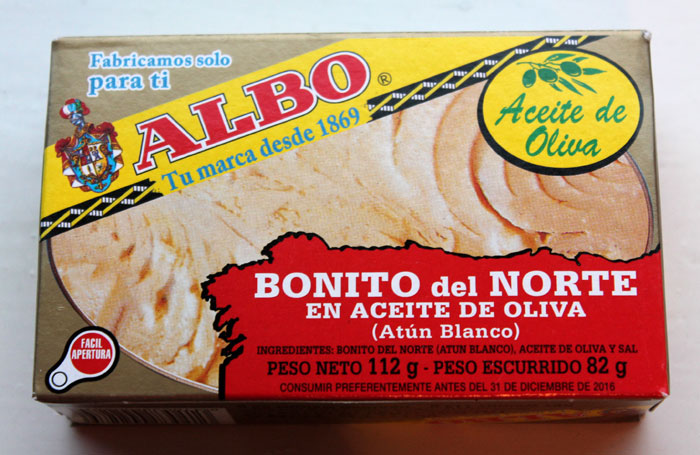 Fabricamos solo
para ti
ALBO®
Tu marca desde 1869
Aceite de
Oliva
BONITO del NORTE
EN ACEITE DE OLIVA
(Atún Blanco)
INGREDIENTES: BONITO DEL NORTE (ATUN BLANCO), ACEITE DE OLIVA Y SAL
PESO NETO 112 g - PESO ESCURRIDO 82 g
CONSUMIR PREFERENTEMENTE ANTES DEL 31 DE DICIEMBRE DE 2016
FACIL
APERTURA